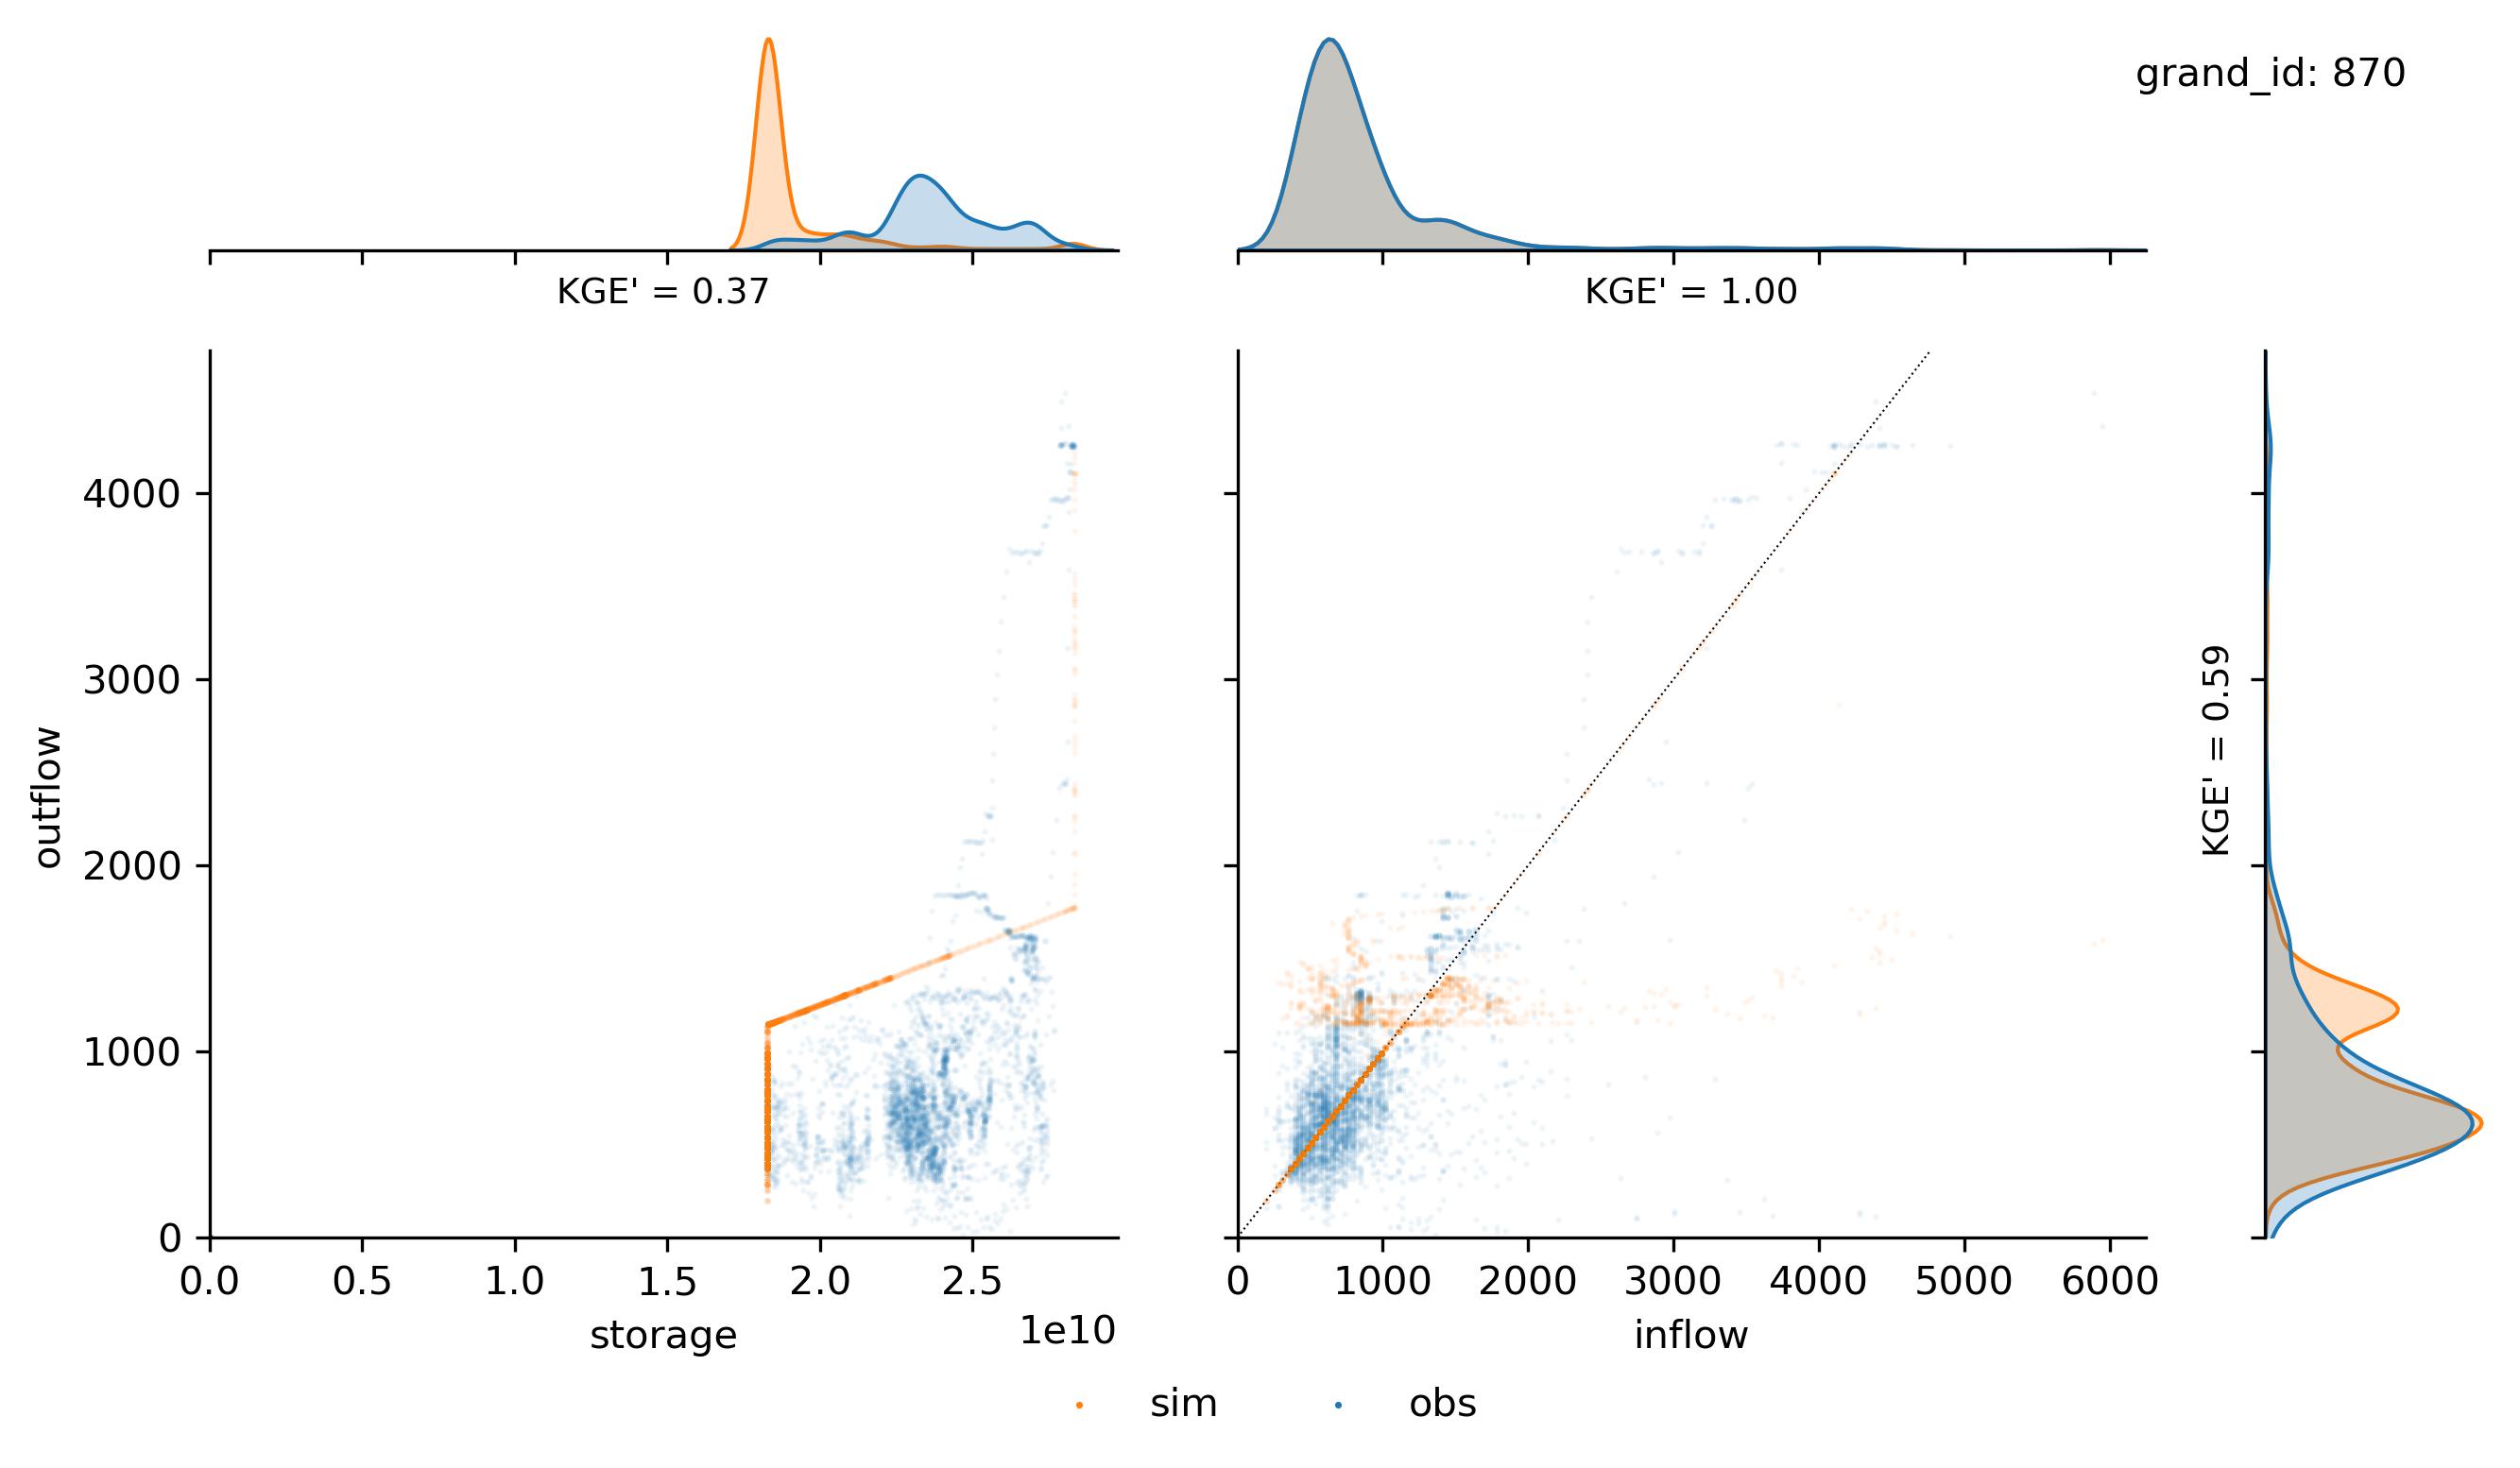 grand_id: 870
KGE' = 0.37
KGE' = 1.00
4000
3000
2000
1000
0
outflow
KGE' = 0.59
0.0 0.5 1.0 1.5 2.0 2.5
0 1000 2000 3000 4000 5000 6000
storage
1e10
inflow
sim
obs